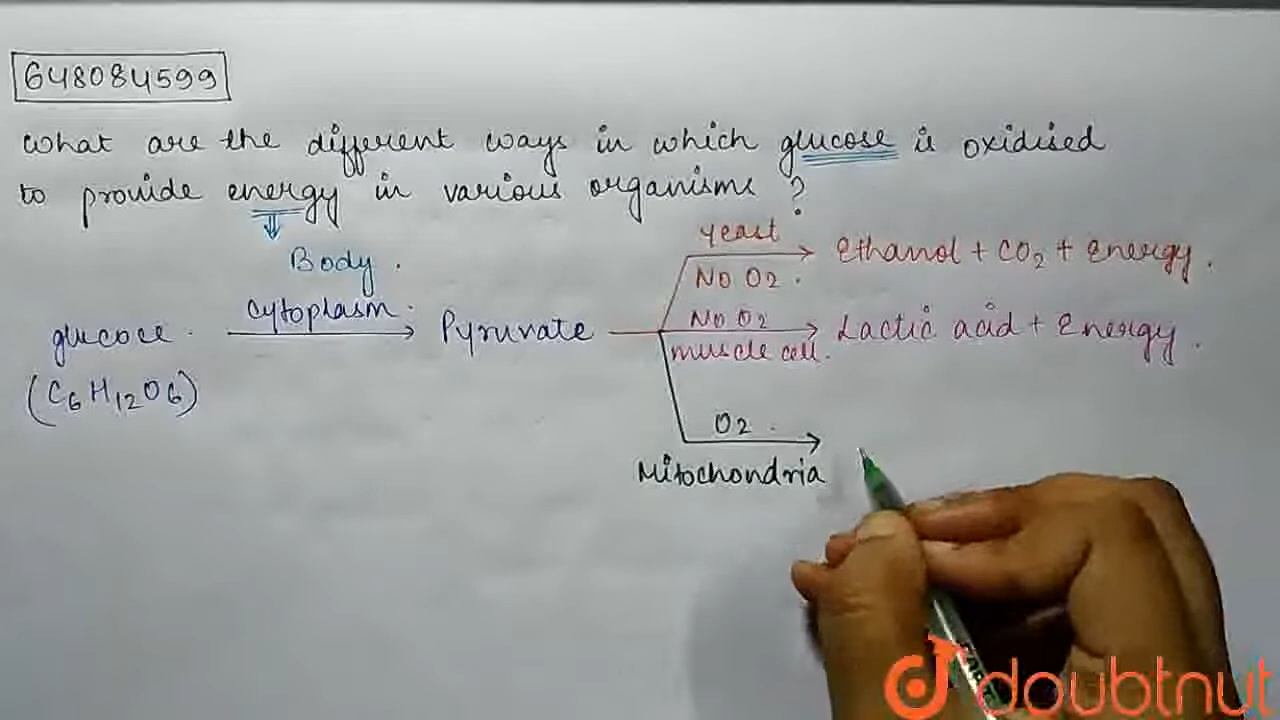 648084599
What are the different ways in which glucose is oxidised
to provide energy in various organisms ?
Body .
Yeast
No O2 .
Ethanol + CO2 + Energy .
glucose .
(C6H12O6)
Cytoplasm .
Pyruvate
No O2
muscle cell .
Lactic acid + Energy .
O2 .
Mitochondria
doubtnut